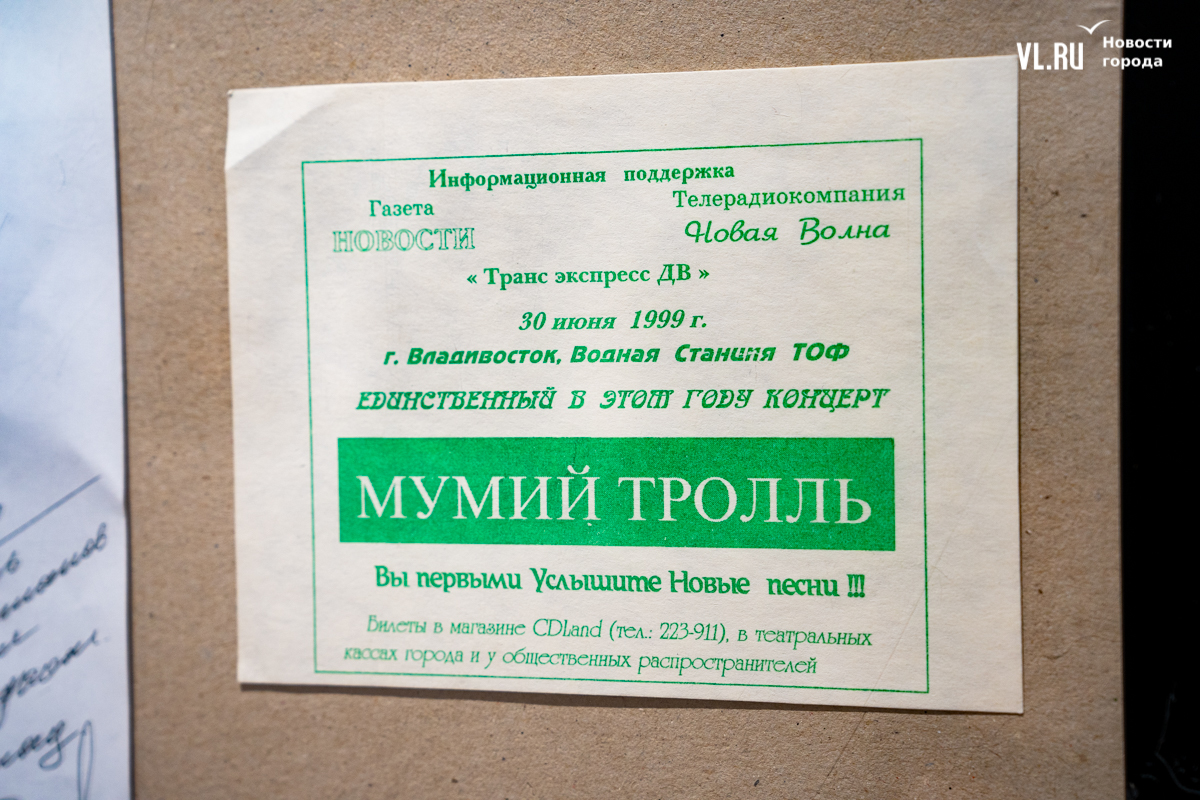 VL.RU Новости
города
Информационная поддержка
Газета Телерадиокомпания
НОВОСТИ Новая Волна
« Транс экспресс ДВ »
30 июня 1999 г.
г. Владивосток, Водная Станция ТОФ
ЕДИНСТВЕННЫЙ В ЭТОМ ГОДУ КОНЦЕРТ
МУМИЙ ТРОЛЛЬ
Вы первыми Услышите Новые песни !!!
Билеты в магазине CDLand (тел.: 223-911), в театральных
кассах города и у общественных распространителей